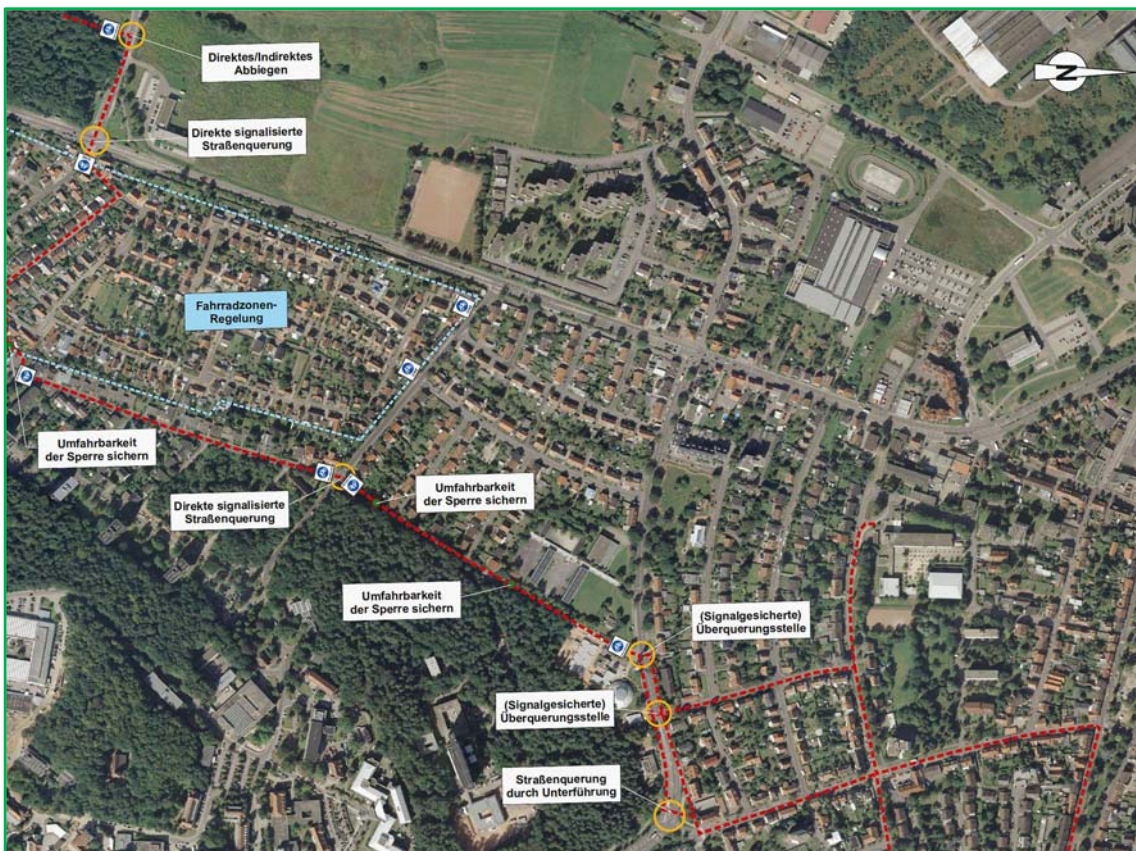 Direktes/Indirektes
Abbiegen
Direkte signalisierte
Straßenquerung
N
Fahrradzonen-
Regelung
Umfahrbarkeit
der Sperre sichern
Umfahrbarkeit
der Sperre sichern
Direkte signalisierte
Straßenquerung
Umfahrbarkeit
der Sperre sichern
(Signalgesicherte)
Überquerungsstelle
(Signalgesicherte)
Überquerungsstelle
Straßenquerung
durch Unterführung